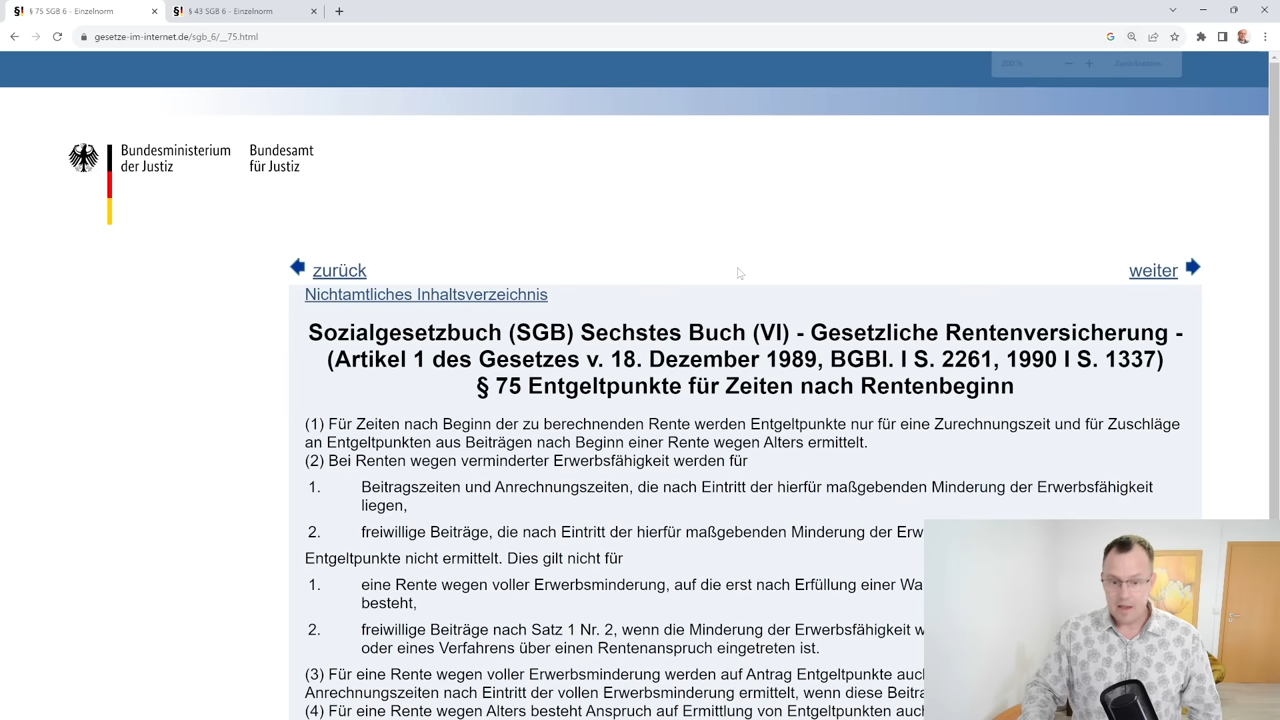 § 75 SGB 6 - Einzelnorm
§ 43 SGB 6 - Einzelnorm
gesetze-im-internet.de/sgb_6/__75.html
200 %
Zurücksetzen
Bundesministerium
der Justiz
Bundesamt
für Justiz
zurück
weiter
Nichtamtliches Inhaltsverzeichnis
Sozialgesetzbuch (SGB) Sechstes Buch (VI) - Gesetzliche Rentenversicherung -
(Artikel 1 des Gesetzes v. 18. Dezember 1989, BGBl. I S. 2261, 1990 I S. 1337)
§ 75 Entgeltpunkte für Zeiten nach Rentenbeginn
(1) Für Zeiten nach Beginn der zu berechnenden Rente werden Entgeltpunkte nur für eine Zurechnungszeit und für Zuschläge
an Entgeltpunkten aus Beiträgen nach Beginn einer Rente wegen Alters ermittelt.
(2) Bei Renten wegen verminderter Erwerbsfähigkeit werden für
1. Beitragszeiten und Anrechnungszeiten, die nach Eintritt der hierfür maßgebenden Minderung der Erwerbsfähigkeit
liegen,
2. freiwillige Beiträge, die nach Eintritt der hierfür maßgebenden Minderung der Erw
Entgeltpunkte nicht ermittelt. Dies gilt nicht für
1. eine Rente wegen voller Erwerbsminderung, auf die erst nach Erfüllung einer Wa
besteht,
2. freiwillige Beiträge nach Satz 1 Nr. 2, wenn die Minderung der Erwerbsfähigkeit w
oder eines Verfahrens über einen Rentenanspruch eingetreten ist.
(3) Für eine Rente wegen voller Erwerbsminderung werden auf Antrag Entgeltpunkte auc
Anrechnungszeiten nach Eintritt der vollen Erwerbsminderung ermittelt, wenn diese Beitra
(4) Für eine Rente wegen Alters besteht Anspruch auf Ermittlung von Entgeltpunkten auc